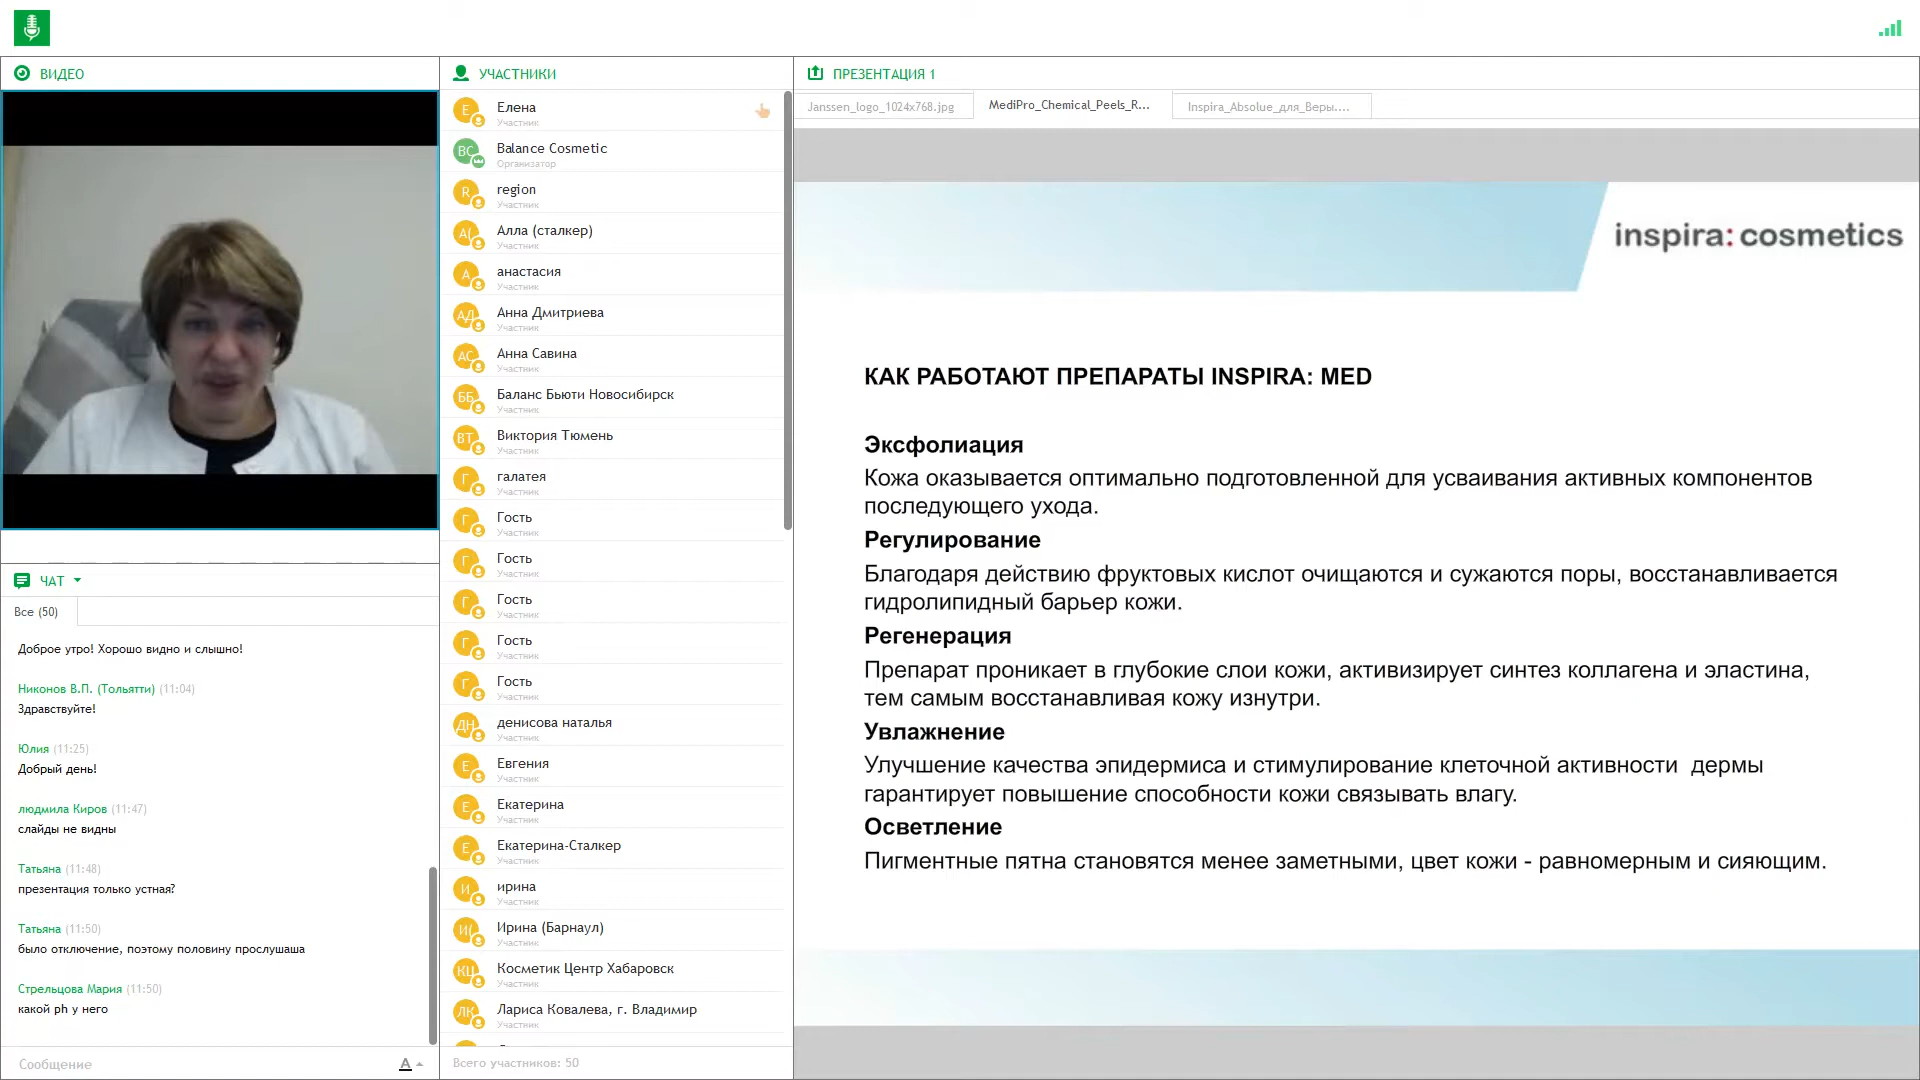 ВИДЕО
ЧАТ
Все (50)
Доброе утро! Хорошо видно и слышно!
Никонов В.П. (Тольятти) (11:04)
Здравствуйте!
Юлия (11:25)
Добрый день!
людмила Киров (11:47)
слайды не видны
Татьяна (11:48)
презентация только устная?
Татьяна (11:50)
было отключение, поэтому половину прослушаша
Стрельцова Мария (11:50)
какой ph у него
Сообщение
A
УЧАСТНИКИ
Е
Елена
Участник
BC
Balance Cosmetic
Организатор
R
region
Участник
А(
Алла (сталкер)
Участник
А
анастасия
Участник
АД
Анна Дмитриева
Участник
АС
Анна Савина
Участник
ББ
Баланс Бьюти Новосибирск
Участник
ВТ
Виктория Тюмень
Участник
Г
галатея
Участник
Г
Гость
Участник
Г
Гость
Участник
Г
Гость
Участник
Г
Гость
Участник
Г
Гость
Участник
ДН
денисова наталья
Участник
Е
Евгения
Участник
Е
Екатерина
Участник
Е
Екатерина-Сталкер
Участник
И
ирина
Участник
И(
Ирина (Барнаул)
Участник
КЦ
Косметик Центр Хабаровск
Участник
ЛК
Лариса Ковалева, г. Владимир
Участник
Всего участников: 50
ПРЕЗЕНТАЦИЯ 1
Janssen_logo_1024x768.jpg
MediPro_Chemical_Peels_R...
Inspira_Absolue_для_Веры....
inspira: cosmetics
КАК РАБОТАЮТ ПРЕПАРАТЫ INSPIRA: MED
Эксфолиация
Кожа оказывается оптимально подготовленной для усваивания активных компонентов
последующего ухода.
Регулирование
Благодаря действию фруктовых кислот очищаются и сужаются поры, восстанавливается
гидролипидный барьер кожи.
Регенерация
Препарат проникает в глубокие слои кожи, активизирует синтез коллагена и эластина,
тем самым восстанавливая кожу изнутри.
Увлажнение
Улучшение качества эпидермиса и стимулирование клеточной активности  дермы
гарантирует повышение способности кожи связывать влагу.
Осветление
Пигментные пятна становятся менее заметными, цвет кожи - равномерным и сияющим.